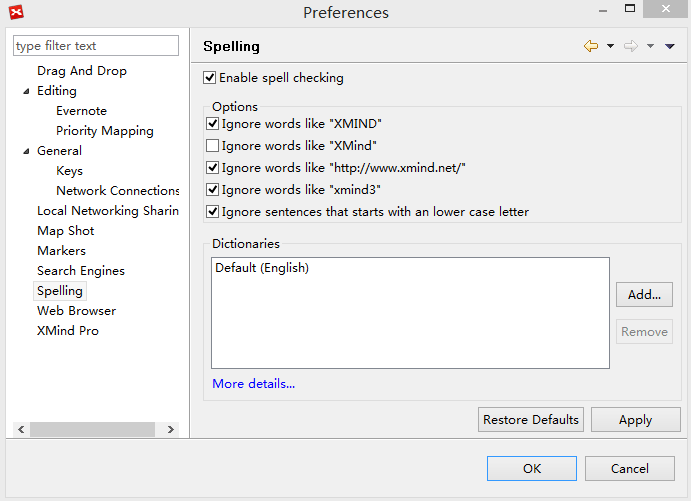 Preferences
type filter text
Drag And Drop
Editing
Evernote
Priority Mapping
General
Keys
Network Connections
Local Networking Sharin
Map Shot
Markers
Search Engines
Spelling
Web Browser
XMind Pro
Spelling
Enable spell checking
Options
Ignore words like "XMIND"
Ignore words like "XMind"
Ignore words like "http://www.xmind.net/"
Ignore words like "xmind3"
Ignore sentences that starts with an lower case letter
Dictionaries
Default (English)
Add...
Remove
More details...
Restore Defaults
Apply
OK
Cancel